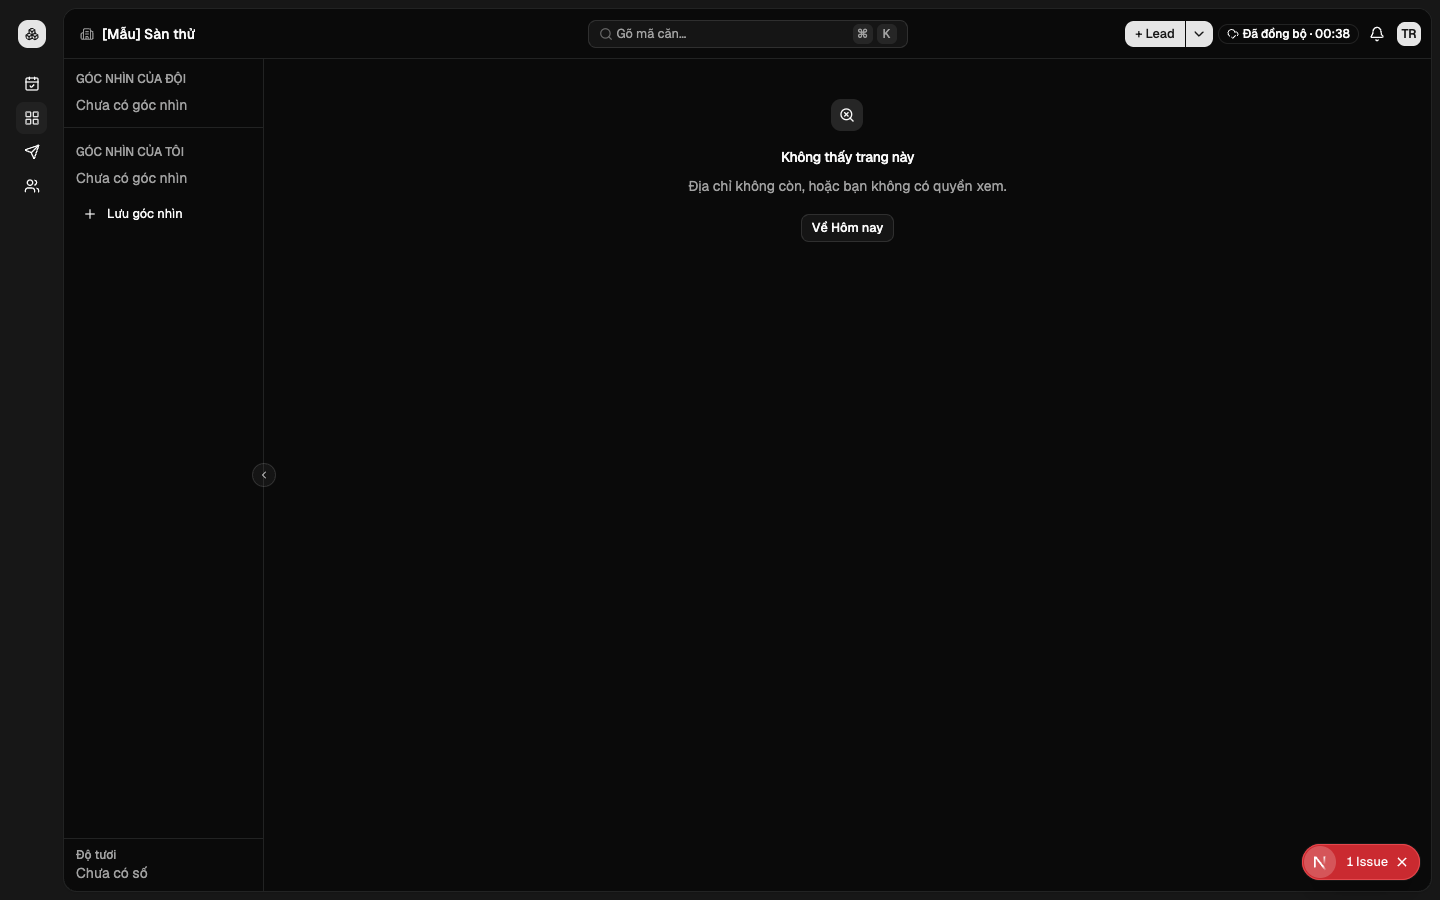 [Mẫu] Sàn thử
Gõ mã căn...
⌘ K
+ Lead
Đã đồng bộ · 00:38
TR
GÓC NHÌN CỦA ĐỘI
Chưa có góc nhìn
GÓC NHÌN CỦA TÔI
Chưa có góc nhìn
+ Lưu góc nhìn
Không thấy trang này
Địa chỉ không còn, hoặc bạn không có quyền xem.
Về Hôm nay
Độ tươi
Chưa có số
N 1 Issue